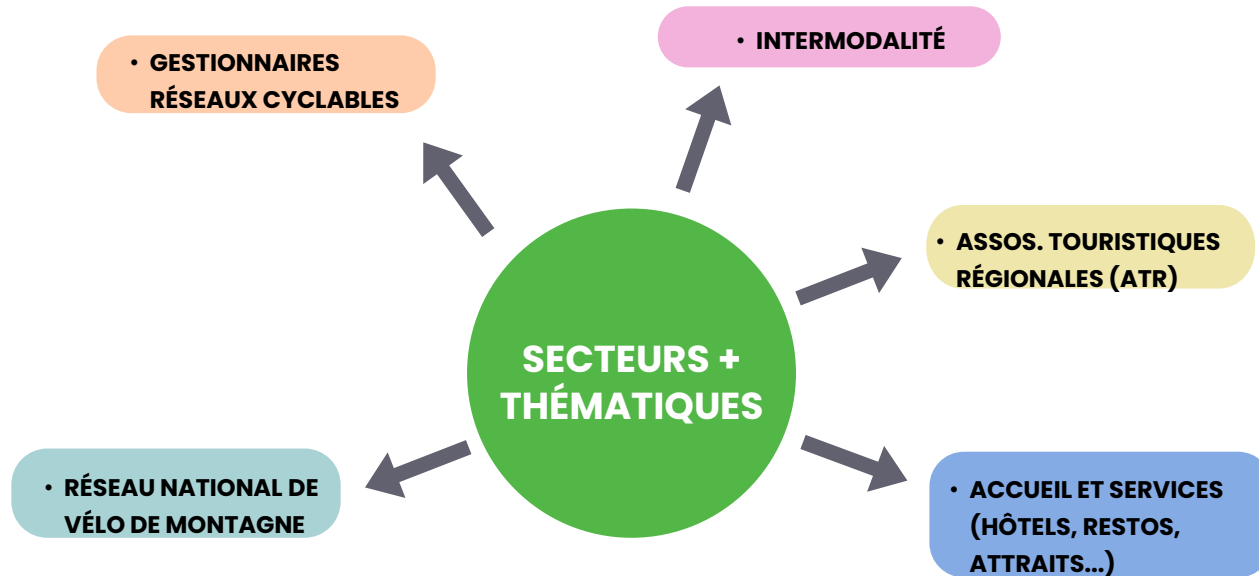 • INTERMODALITÉ
• GESTIONNAIRES
RÉSEAUX CYCLABLES
• ASSOS. TOURISTIQUES
RÉGIONALES (ATR)
SECTEURS +
THÉMATIQUES
• RÉSEAU NATIONAL DE
VÉLO DE MONTAGNE
• ACCUEIL ET SERVICES
(HÔTELS, RESTOS,
ATTRAITS...)